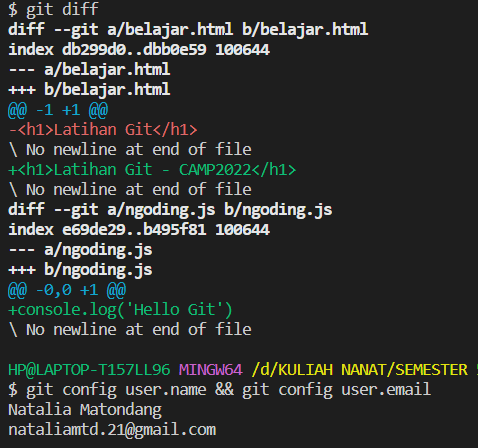 $ git diff
diff --git a/belajar.html b/belajar.html
index db299d0..dbb0e59 100644
--- a/belajar.html
+++ b/belajar.html
@@ -1 +1 @@
-<h1>Latihan Git</h1>
\ No newline at end of file
+<h1>Latihan Git - CAMP2022</h1>
\ No newline at end of file
diff --git a/ngoding.js b/ngoding.js
index e69de29..b495f81 100644
--- a/ngoding.js
+++ b/ngoding.js
@@ -0,0 +1 @@
+console.log('Hello Git')
\ No newline at end of file
HP@LAPTOP-T157LL96 MINGW64 /d/KULIAH NANAT/SEMESTER
$ git config user.name && git config user.email
Natalia Matondang
nataliamtd.21@gmail.com